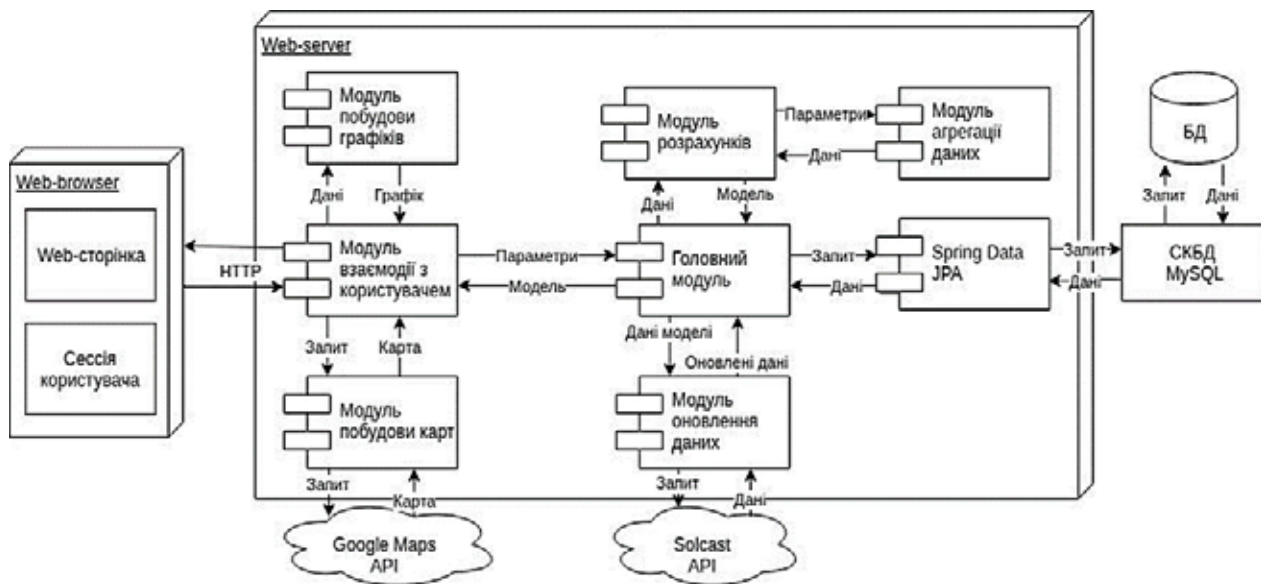 Web-server
Модуль
побудови
графіків
Модуль
розрахунків
Параметри
Дані
Модуль
агрегації
даних
БД
Web-browser
Web-сторінка
Сессія
користувача
HTTP
Дані
Графік
Дані
Модель
Запит
Дані
Модуль
взаємодії з
користувачем
Параметри
Модель
Головний
модуль
Запит
Дані
Spring Data
JPA
Запит
Дані
СКБД
MySQL
Запит
Карта
Дані моделі
Оновлені дані
Модуль
побудови карт
Модуль
оновлення
даних
Запит
Карта
Запит
Дані
Google Maps
API
Solcast
API